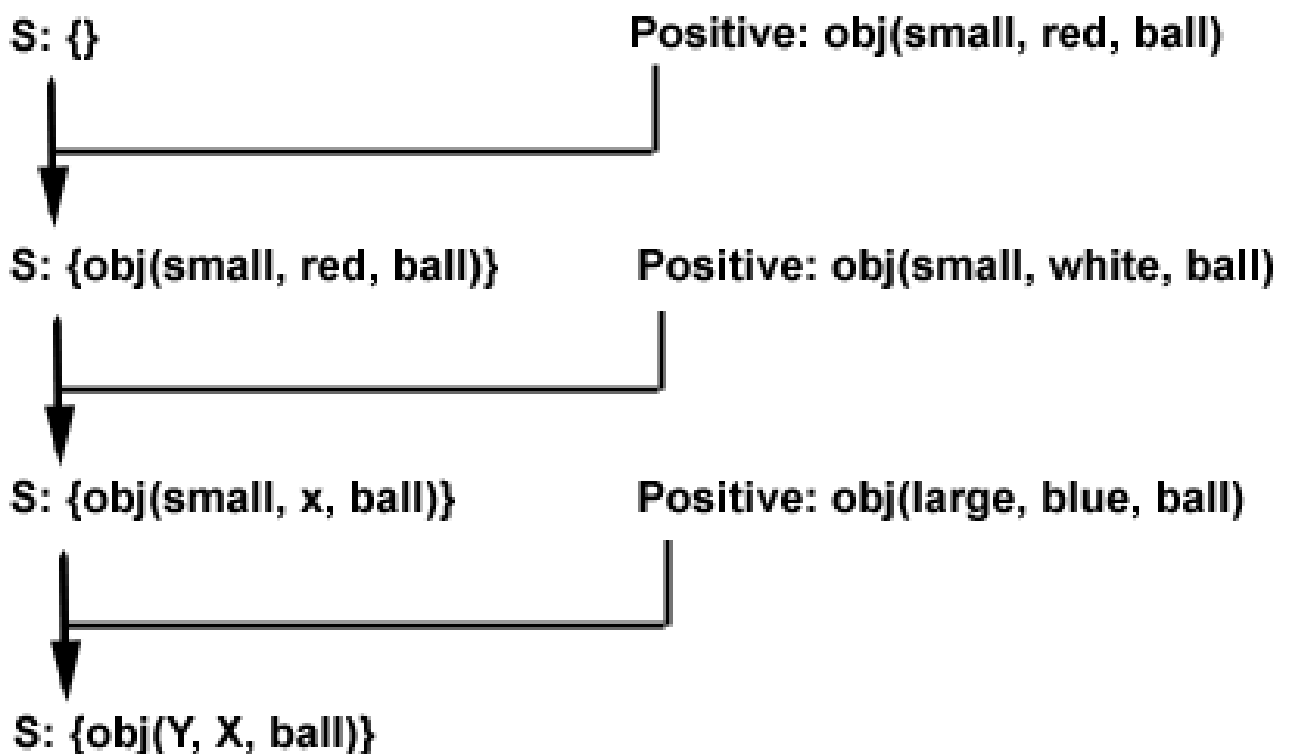 S: {}
Positive: obj(small, red, ball)
S: {obj(small, red, ball)}
Positive: obj(small, white, ball)
S: {obj(small, x, ball)}
Positive: obj(large, blue, ball)
S: {obj(Y, X, ball)}